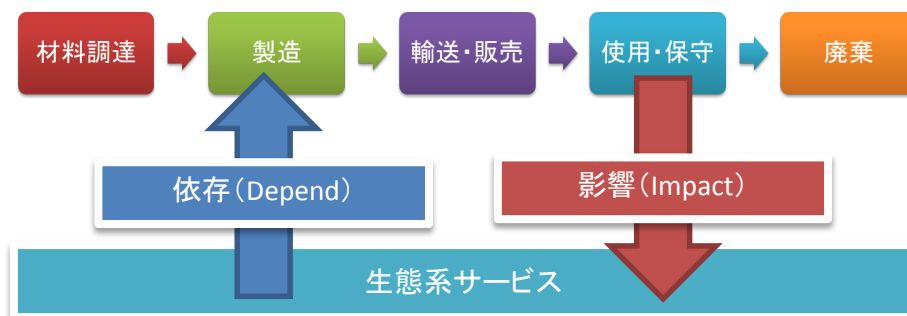 材料調達
製造
輸送・販売
使用・保守
廃棄
依存(Depend)
影響(Impact)
生態系サービス